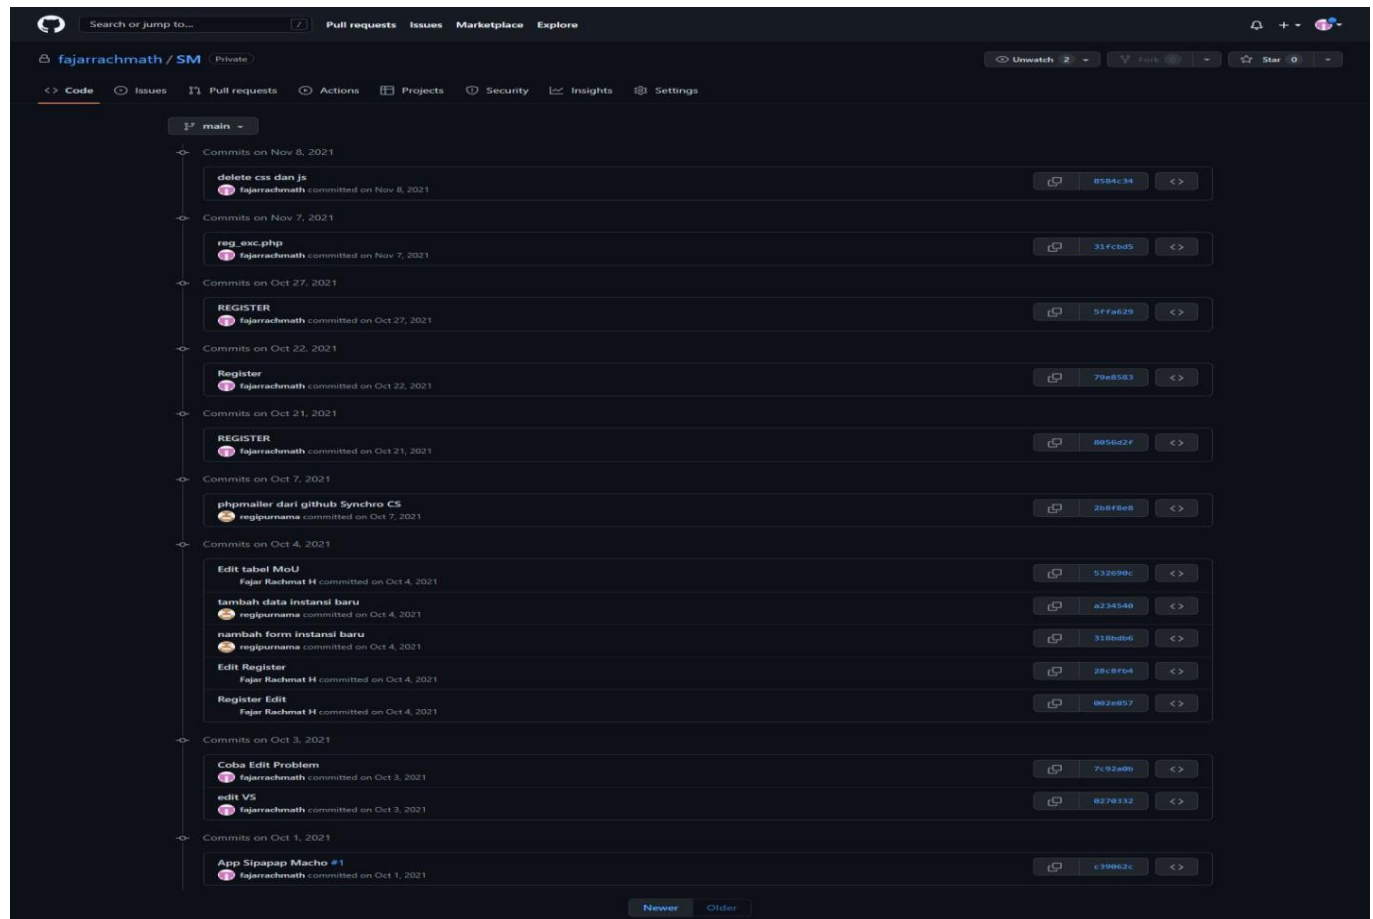 Search or jump to... /
Pull requests Issues Marketplace Explore
fajarrachmath / SM Private
Unwatch 2 Fork 0 Star 0
Code Issues Pull requests Actions Projects Security Insights Settings
main
Commits on Nov 8, 2021
delete css dan js
fajarrachmath committed on Nov 8, 2021
8584c34
Commits on Nov 7, 2021
reg_exc.php
fajarrachmath committed on Nov 7, 2021
31fcbd5
Commits on Oct 27, 2021
REGISTER
fajarrachmath committed on Oct 27, 2021
5ffa629
Commits on Oct 22, 2021
Register
fajarrachmath committed on Oct 22, 2021
79e8583
Commits on Oct 21, 2021
REGISTER
fajarrachmath committed on Oct 21, 2021
8056d2f
Commits on Oct 7, 2021
phpmailer dari github Synchro CS
regipurnama committed on Oct 7, 2021
Commits on Oct 4, 2021
Edit tabel MoU
Fajar Rachmat H committed on Oct 4, 2021
532690c
tambah data instansi baru
regipurnama committed on Oct 4, 2021
a234540
nambah form instansi baru
regipurnama committed on Oct 4, 2021
318bdb6
Edit Register
Fajar Rachmat H committed on Oct 4, 2021
28c8fb4
Register Edit
Fajar Rachmat H committed on Oct 4, 2021
002e057
Commits on Oct 3, 2021
Coba Edit Problem
fajarrachmath committed on Oct 3, 2021
7c92a0b
edit VS
fajarrachmath committed on Oct 3, 2021
0270332
Commits on Oct 1, 2021
App Sipapap Macho #1
fajarrachmath committed on Oct 1, 2021
c39062c
Newer Older